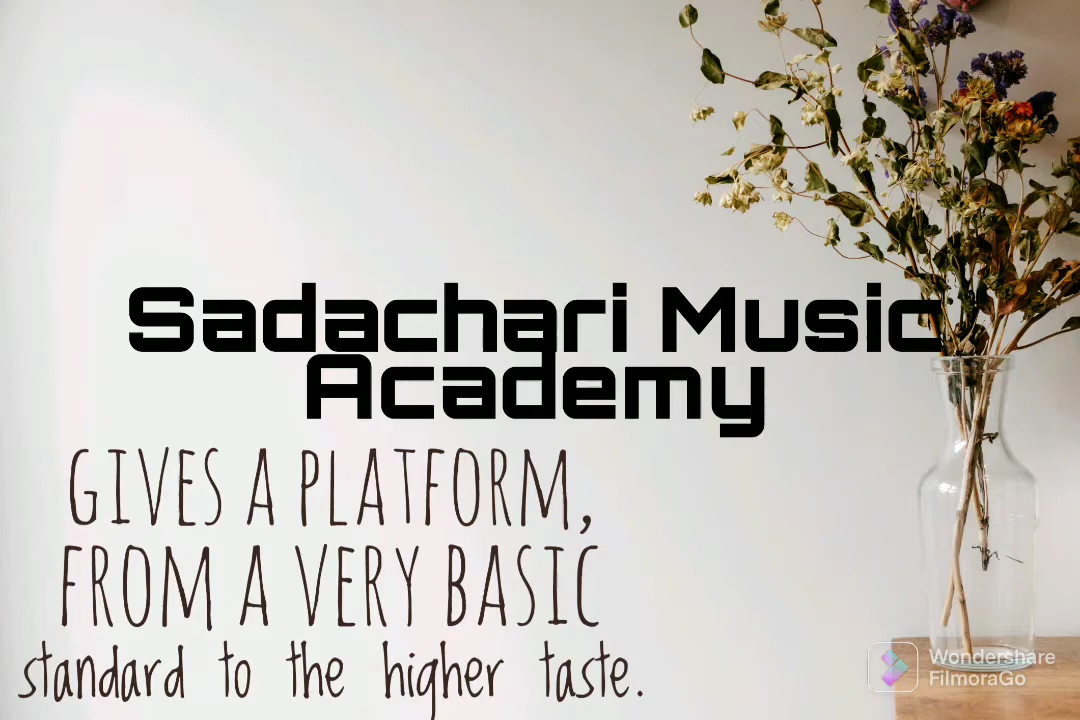 Sadachari Music
Academy
GIVES A PLATFORM,
FROM A VERY BASIC
standard to the higher taste.
Wondershare
FilmoraGo